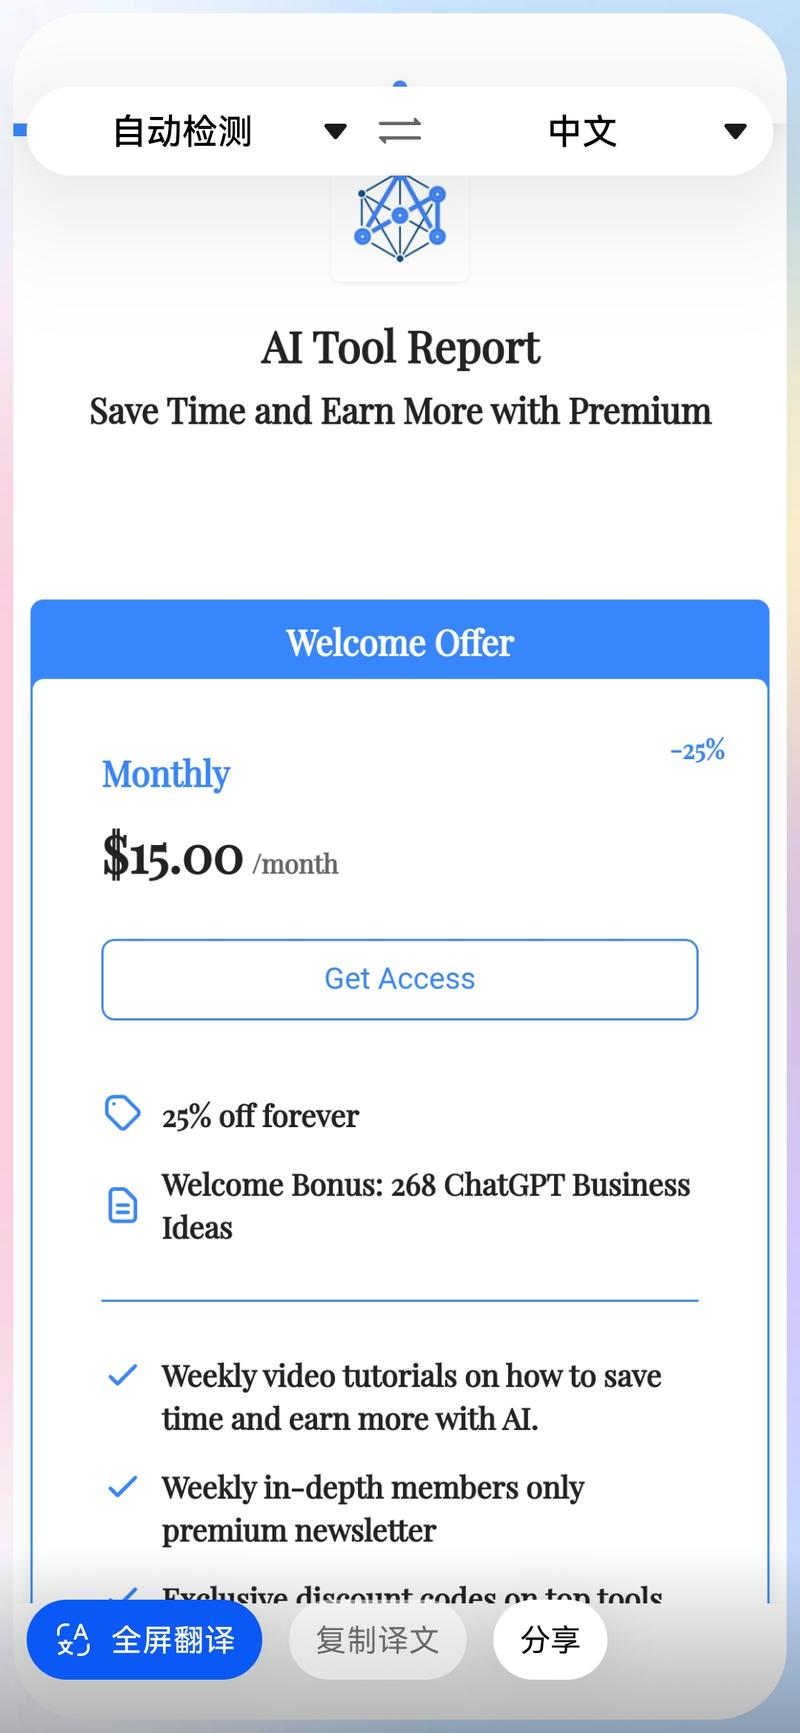 自动检测
中文
AI Tool Report
Save Time and Earn More with Premium
Welcome Offer
-25%
Monthly
$15.00 /month
Get Access
25% off forever
Welcome Bonus: 268 ChatGPT Business
Ideas
Weekly video tutorials on how to save
time and earn more with AI.
Weekly in-depth members only
premium newsletter
Exclusive discount codes on top tools
全屏翻译
复制译文
分享